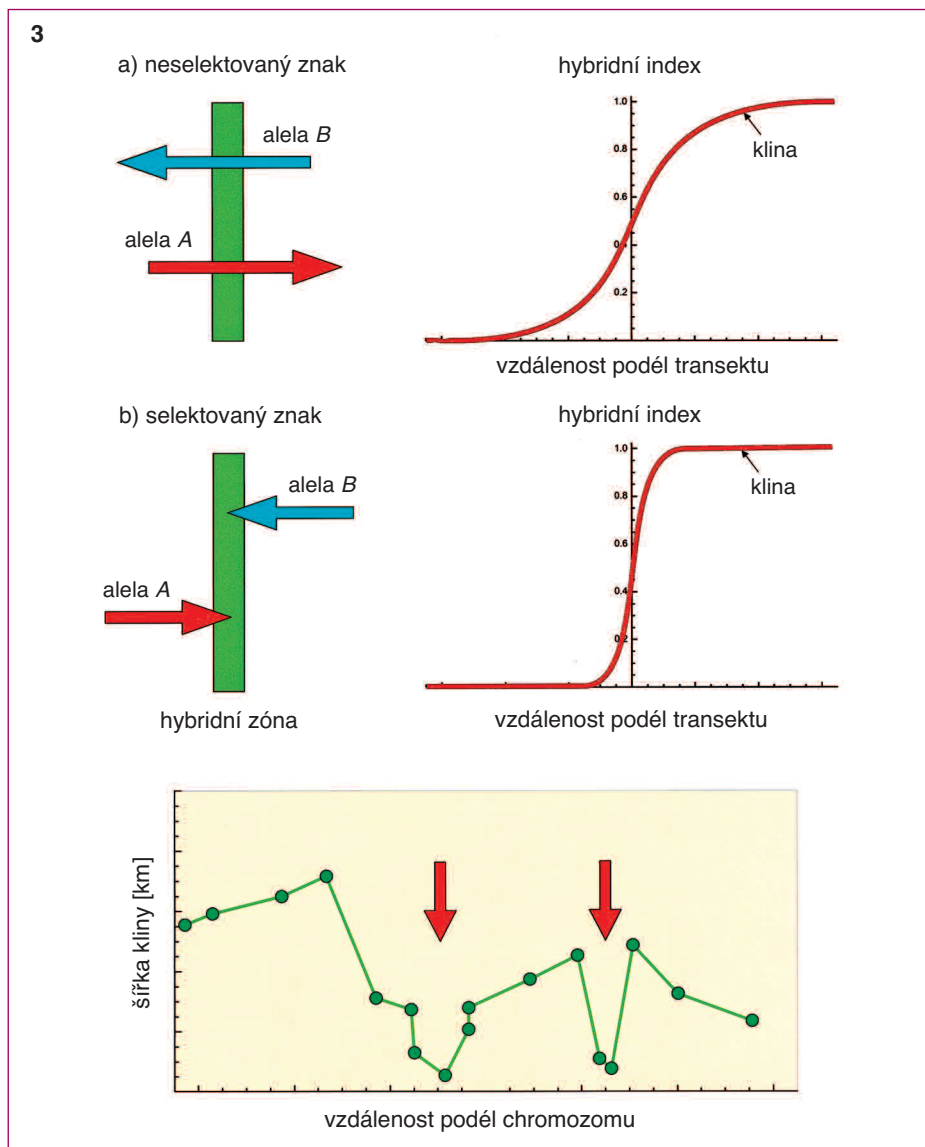 3
a) neselektovaný znak
hybridní index
alela B
alela A
1.0
0.8
0.6
0.4
0.2
klina
vzdálenost podél transektu
b) selektovaný znak
hybridní index
alela B
alela A
1.0
0.8
0.6
0.4
0.2
klina
hybridní zóna
vzdálenost podél transektu
šířka kliny [km]
vzdálenost podél chromozomu